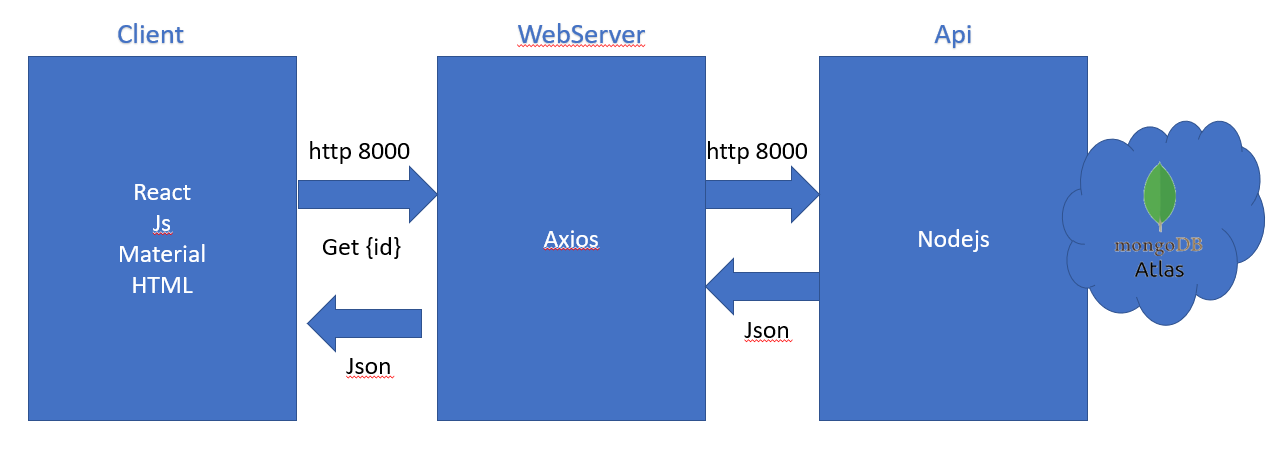 Client
WebServer
Api
http 8000
http 8000
React
Js
Material
HTML
Get {id}
Axios
Nodejs
mongoDB
Atlas
Json
Json